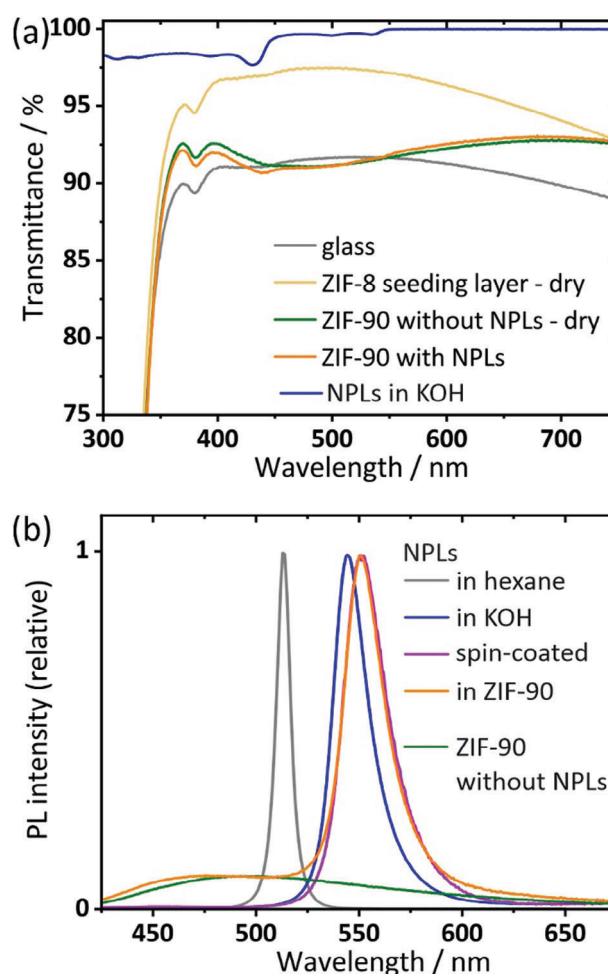 (a)
100
95
90
85
80
75
Transmittance / %
glass
ZIF-8 seeding layer - dry
ZIF-90 without NPLs - dry
ZIF-90 with NPLs
NPLs in KOH
300 400 500 600 700
Wavelength / nm
(b)
1
0
PL intensity (relative)
NPLs
in hexane
in KOH
spin-coated
in ZIF-90
ZIF-90
without NPLs
450 500 550 600 650
Wavelength / nm